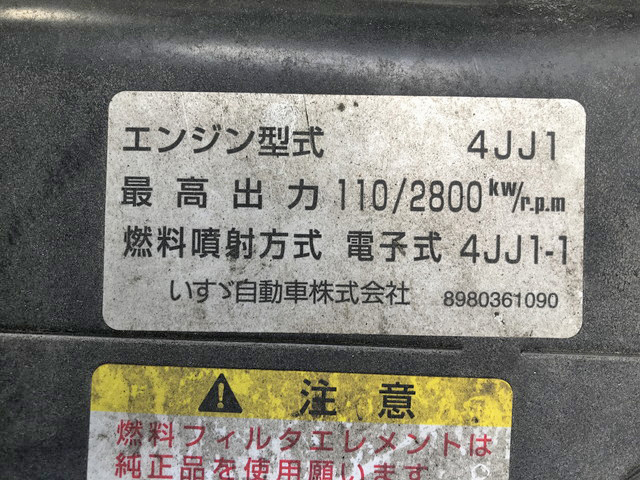 エンジン型式 4JJ1
最高出力 110/2800 kw/r.p.m
燃料噴射方式 電子式 4JJ1-1
いすゞ自動車株式会社 8980361090
注意
燃料フィルタエレメントは
純正品を使用願います